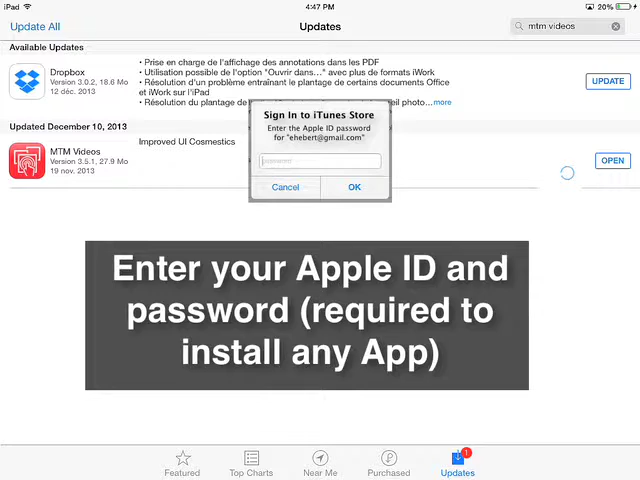 iPad 4:47 PM 20%
Update All Updates mtm videos
Available Updates
Dropbox
Version 3.0.2, 18.6 Mo
12 déc. 2013
• Prise en charge de l'affichage des annotations dans les PDF
• Utilisation possible de l'option "Ouvrir dans..." avec plus de formats iWork
• Résolution d'un problème entraînant le plantage de certains documents Office
et iWork sur l'iPad
• Résolution du plantage de l' eil photo...more
UPDATE
Sign In to iTunes Store
Enter the Apple ID password
for "ehebert@gmail.com"
password
Cancel OK
Updated December 10, 2013
MTM Videos
Version 3.5.1, 27.9 Mo
19 nov. 2013
Improved UI Cosmestics
OPEN
Enter your Apple ID and
password (required to
install any App)
Featured Top Charts Near Me Purchased Updates
1